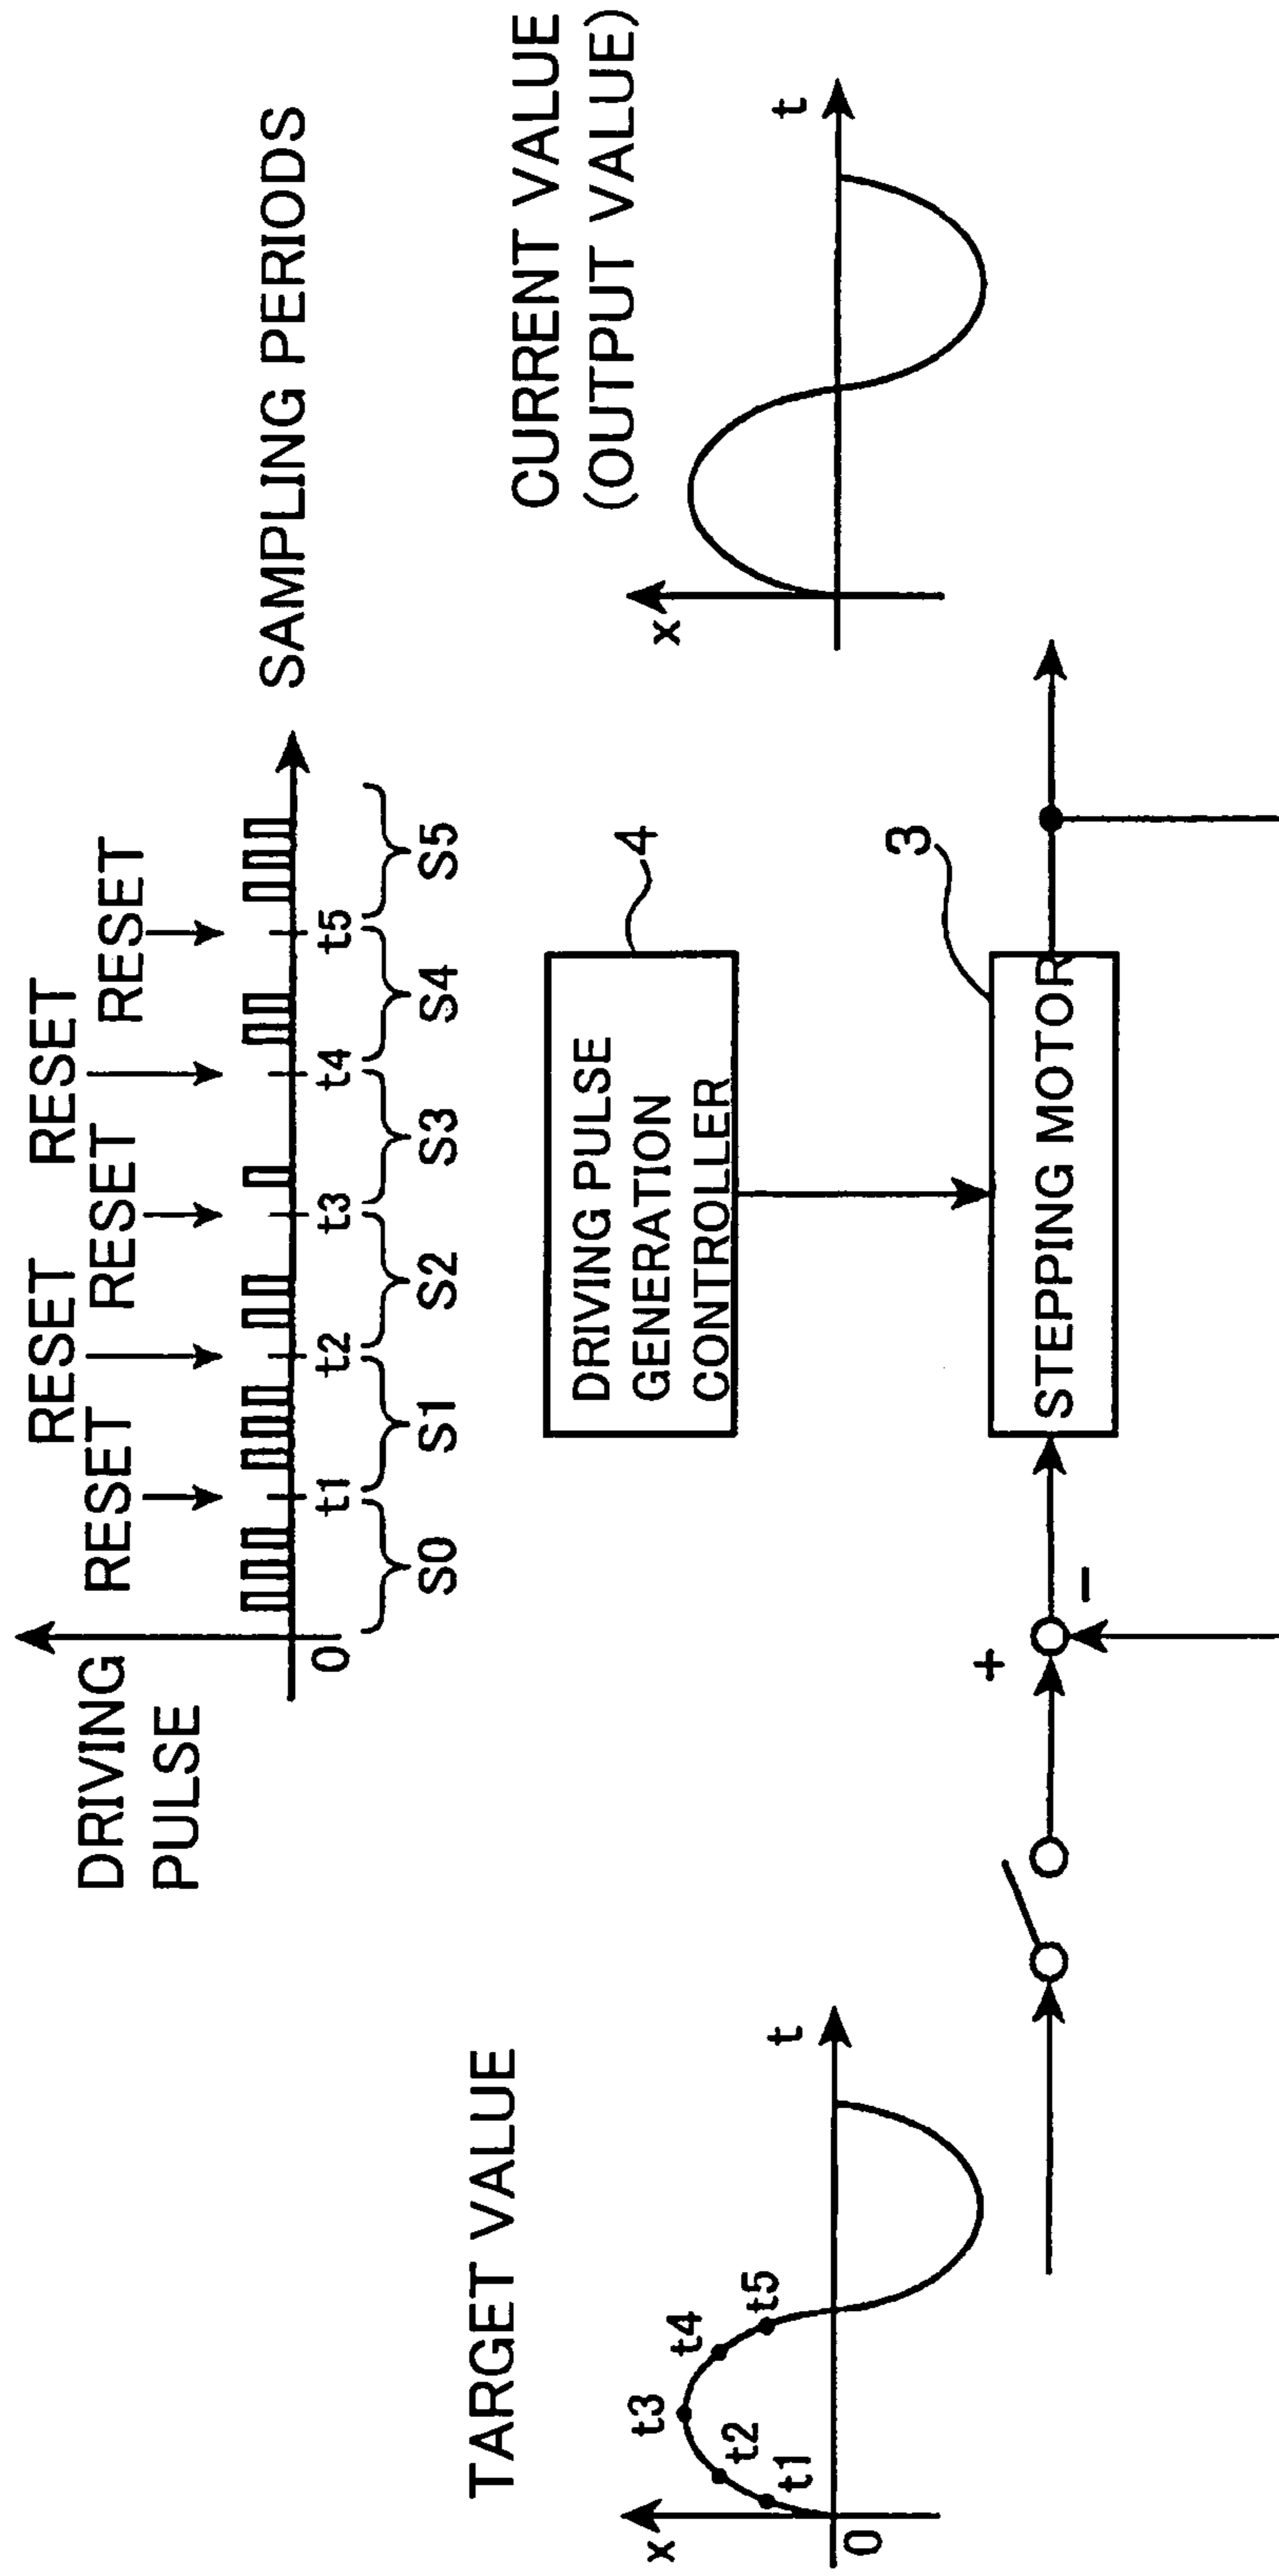 DRIVING
PULSE
RESET
RESET
RESET
RESET
RESET
0
t1
t2
t3
t4
t5
S0
S1
S2
S3
S4
S5
SAMPLING PERIODS
TARGET VALUE
x
0
t1
t2
t3
t4
t5
t
DRIVING PULSE
GENERATION
CONTROLLER
4
CURRENT VALUE
(OUTPUT VALUE)
x
t
+
−
STEPPING MOTOR
3